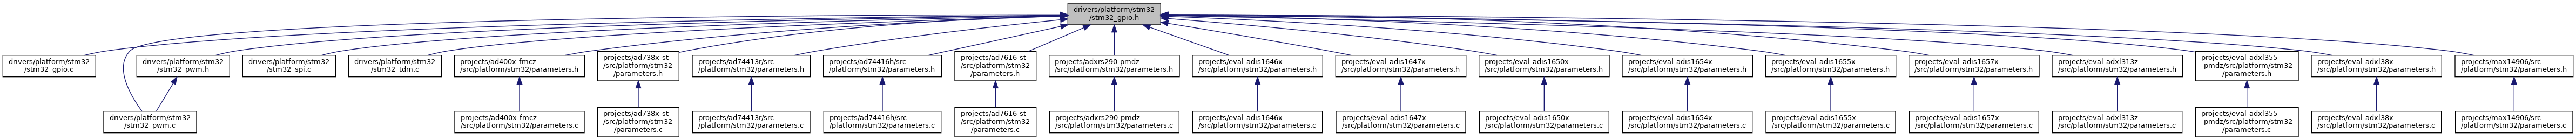 drivers/platform/stm32
/stm32_gpio.h
drivers/platform/stm32
/stm32_gpio.c
drivers/platform/stm32
/stm32_pwm.h
drivers/platform/stm32
/stm32_spi.c
drivers/platform/stm32
/stm32_tdm.c
projects/ad400x-fmcz
/src/platform/stm32/parameters.h
projects/ad738x-st
/src/platform/stm32
/parameters.h
projects/ad74413r/src
/platform/stm32/parameters.h
projects/ad74416h/src
/platform/stm32/parameters.h
projects/ad7616-st
/src/platform/stm32
/parameters.h
projects/adxrs290-pmdz
/src/platform/stm32/parameters.h
projects/eval-adis1646x
/src/platform/stm32/parameters.h
projects/eval-adis1647x
/src/platform/stm32/parameters.h
projects/eval-adis1650x
/src/platform/stm32/parameters.h
projects/eval-adis1654x
/src/platform/stm32/parameters.h
projects/eval-adis1655x
/src/platform/stm32/parameters.h
projects/eval-adis1657x
/src/platform/stm32/parameters.h
projects/eval-adxl313z
/src/platform/stm32/parameters.h
projects/eval-adxl355
-pmdz/src/platform/stm32
/parameters.h
projects/eval-adxl38x
/src/platform/stm32/parameters.h
projects/max14906/src
/platform/stm32/parameters.h
drivers/platform/stm32
/stm32_pwm.c
projects/ad400x-fmcz
/src/platform/stm32/parameters.c
projects/ad738x-st
/src/platform/stm32
/parameters.c
projects/ad74413r/src
/platform/stm32/parameters.c
projects/ad74416h/src
/platform/stm32/parameters.c
projects/ad7616-st
/src/platform/stm32
/parameters.c
projects/adxrs290-pmdz
/src/platform/stm32/parameters.c
projects/eval-adis1646x
/src/platform/stm32/parameters.c
projects/eval-adis1647x
/src/platform/stm32/parameters.c
projects/eval-adis1650x
/src/platform/stm32/parameters.c
projects/eval-adis1654x
/src/platform/stm32/parameters.c
projects/eval-adis1655x
/src/platform/stm32/parameters.c
projects/eval-adis1657x
/src/platform/stm32/parameters.c
projects/eval-adxl313z
/src/platform/stm32/parameters.c
projects/eval-adxl355
-pmdz/src/platform/stm32
/parameters.c
projects/eval-adxl38x
/src/platform/stm32/parameters.c
projects/max14906/src
/platform/stm32/parameters.c